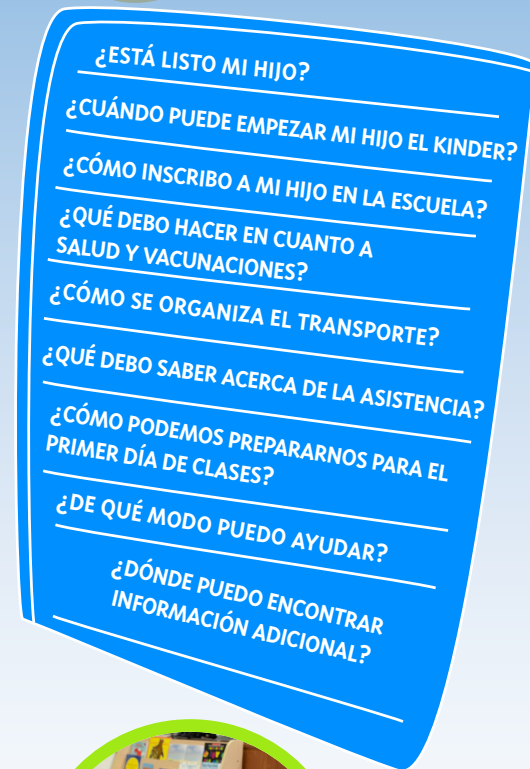 ¿ESTÁ LISTO MI HIJO?
¿CUÁNDO PUEDE EMPEZAR MI HIJO EL KINDER?
¿CÓMO INSCRIBO A MI HIJO EN LA ESCUELA?
¿QUÉ DEBO HACER EN CUANTO A
SALUD Y VACUNACIONES?
¿CÓMO SE ORGANIZA EL TRANSPORTE?
¿QUÉ DEBO SABER ACERCA DE LA ASISTENCIA?
¿CÓMO PODEMOS PREPARARNOS PARA EL
PRIMER DÍA DE CLASES?
¿DE QUÉ MODO PUEDO AYUDAR?
¿DÓNDE PUEDO ENCONTRAR
INFORMACIÓN ADICIONAL?